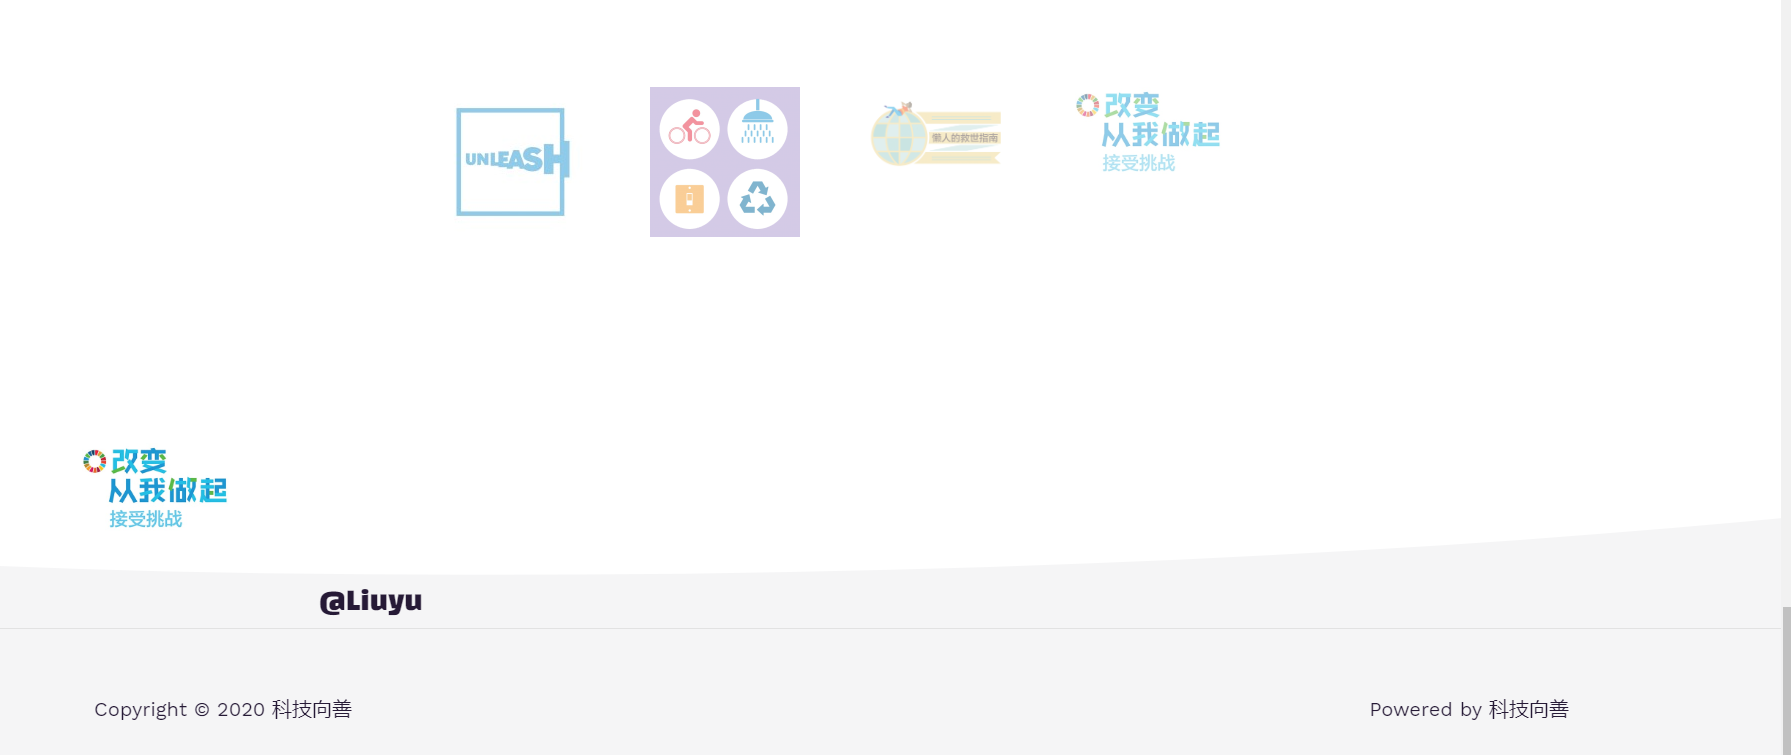 UNLEASH
懒人的救世指南
改变
从我做起
接受挑战
改变
从我做起
接受挑战
@Liuyu
Copyright © 2020 科技向善
Powered by 科技向善